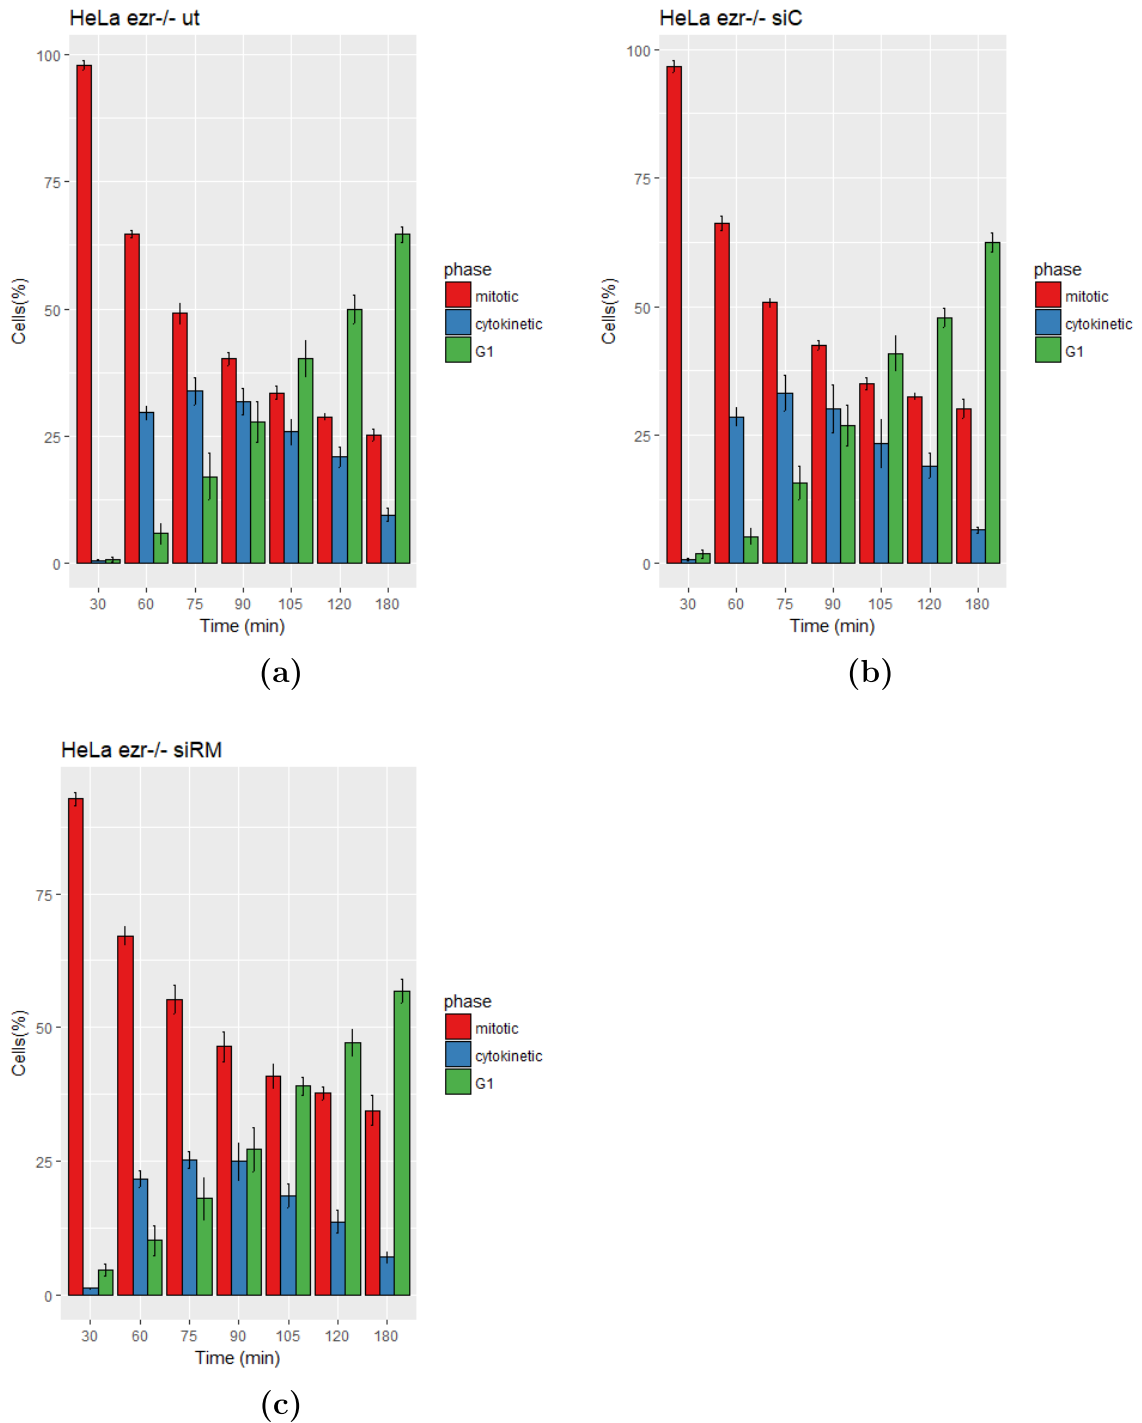 HeLa ezr-/- ut
100
75
50
25
0
Cells(%)
30 60 75 90 105 120 180
Time (min)
phase
mitotic
cytokinetic
G1
(a)
HeLa ezr-/- siC
100
75
50
25
0
Cells(%)
30 60 75 90 105 120 180
Time (min)
phase
mitotic
cytokinetic
G1
(b)
HeLa ezr-/- siRM
75
50
25
0
Cells(%)
30 60 75 90 105 120 180
Time (min)
phase
mitotic
cytokinetic
G1
(c)